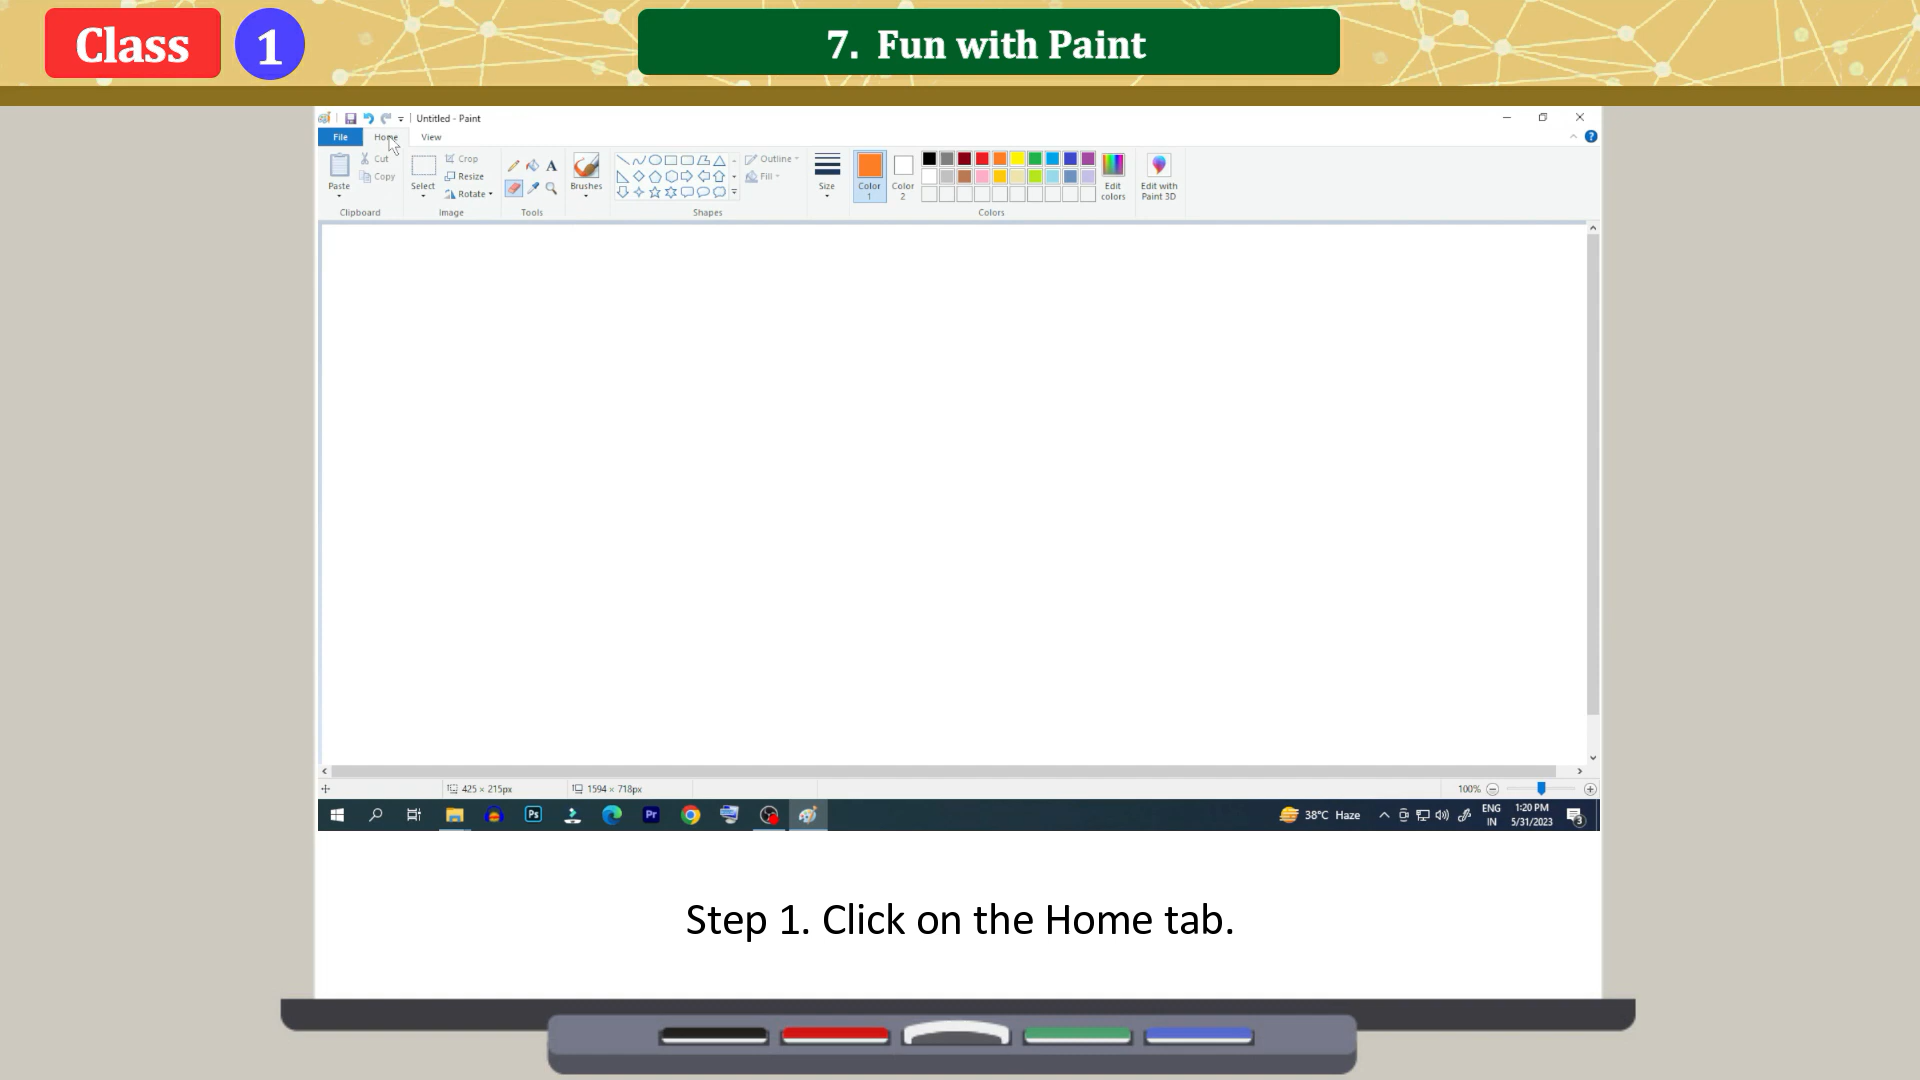 Class 1
7. Fun with Paint
Untitled - Paint
File Home View
Cut
Copy
Paste
Clipboard
Crop
Resize
Rotate
Select
Image
A
Tools
Brushes
Outline
Fill
Shapes
Size
Color 1
Color 2
Edit colors
Colors
Edit with Paint 3D
425 × 215px
1594 × 718px
100%
Ps
Pr
38°C Haze
ENG
IN
1:20 PM
5/31/2023
3
Step 1. Click on the Home tab.